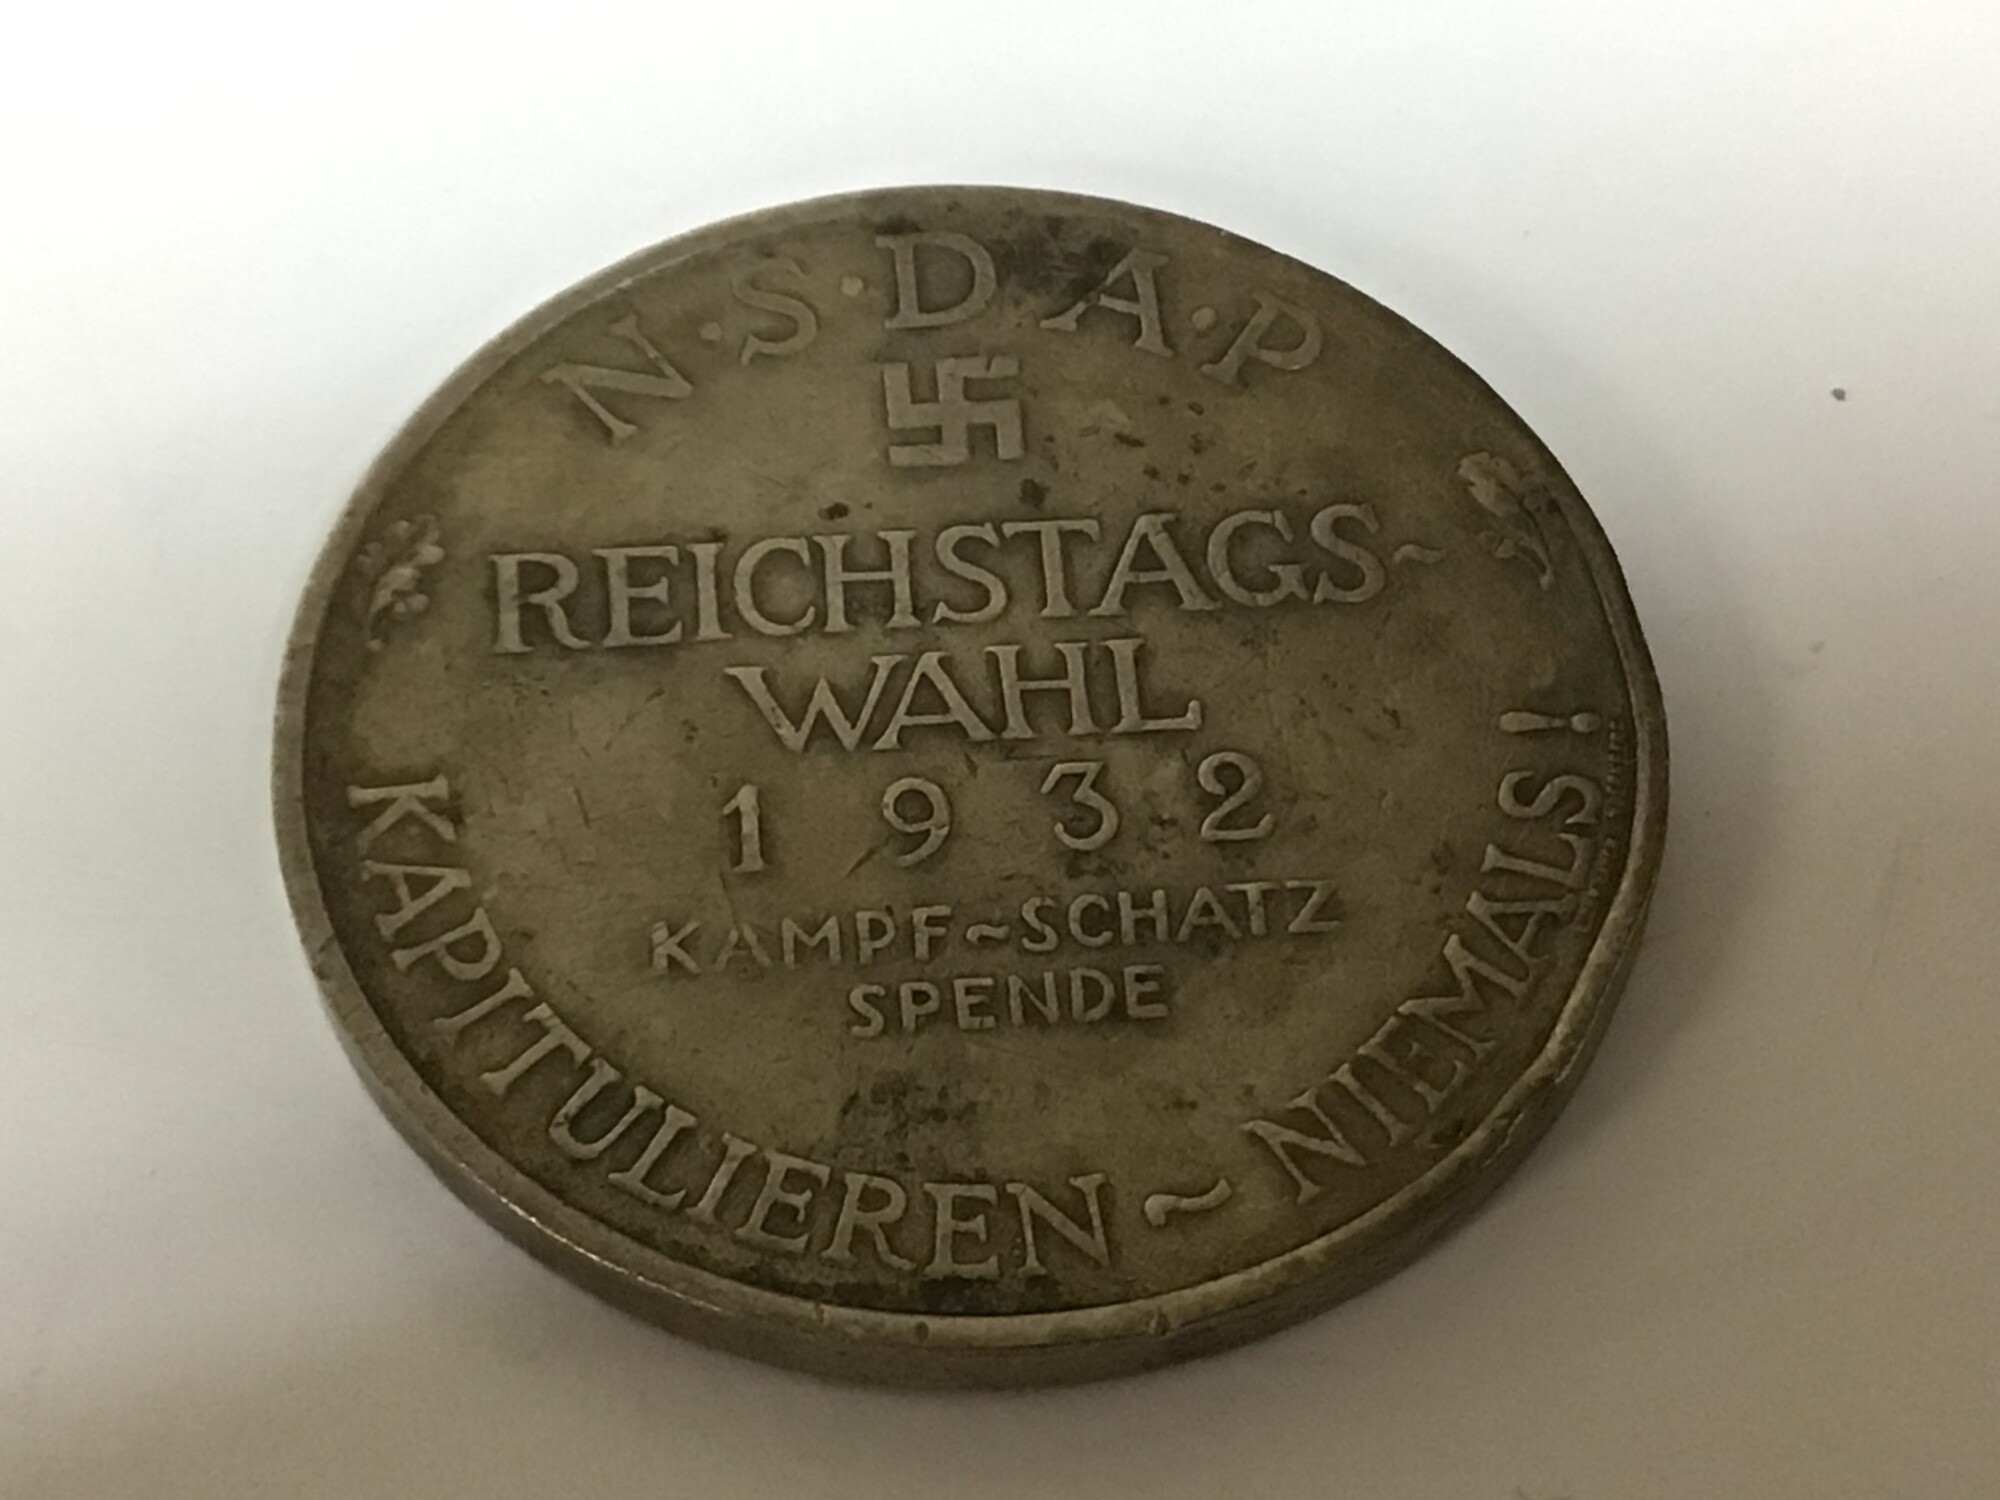 N·S·D·A·P
REICHSTAGS~
WAHL
1932
KAMPF~SCHATZ
SPENDE
KAPITULIEREN ~ NIEMALS!